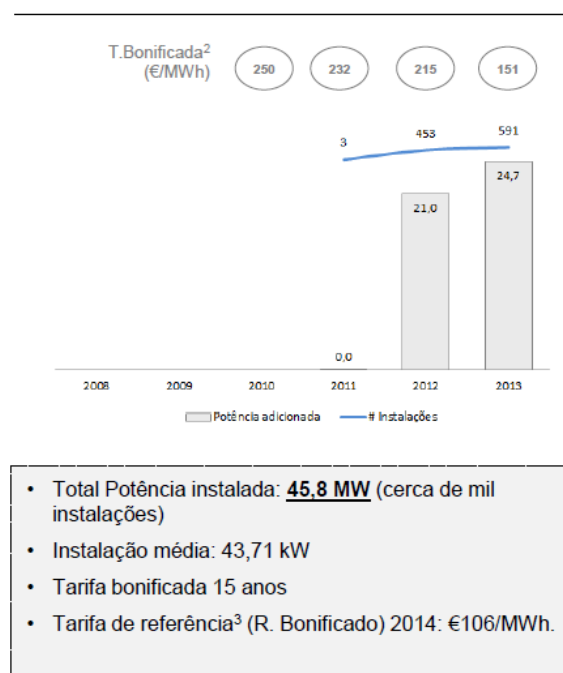 T.Bonificada²
(€/MWh)
250 232 215 151
3 453 591
24,7
21,0
0,0
2008 2009 2010 2011 2012 2013
Potência adicionada # Instalações
• Total Potência instalada: 45,8 MW (cerca de mil
instalações)
• Instalação média: 43,71 kW
• Tarifa bonificada 15 anos
• Tarifa de referência³ (R. Bonificado) 2014: €106/MWh.